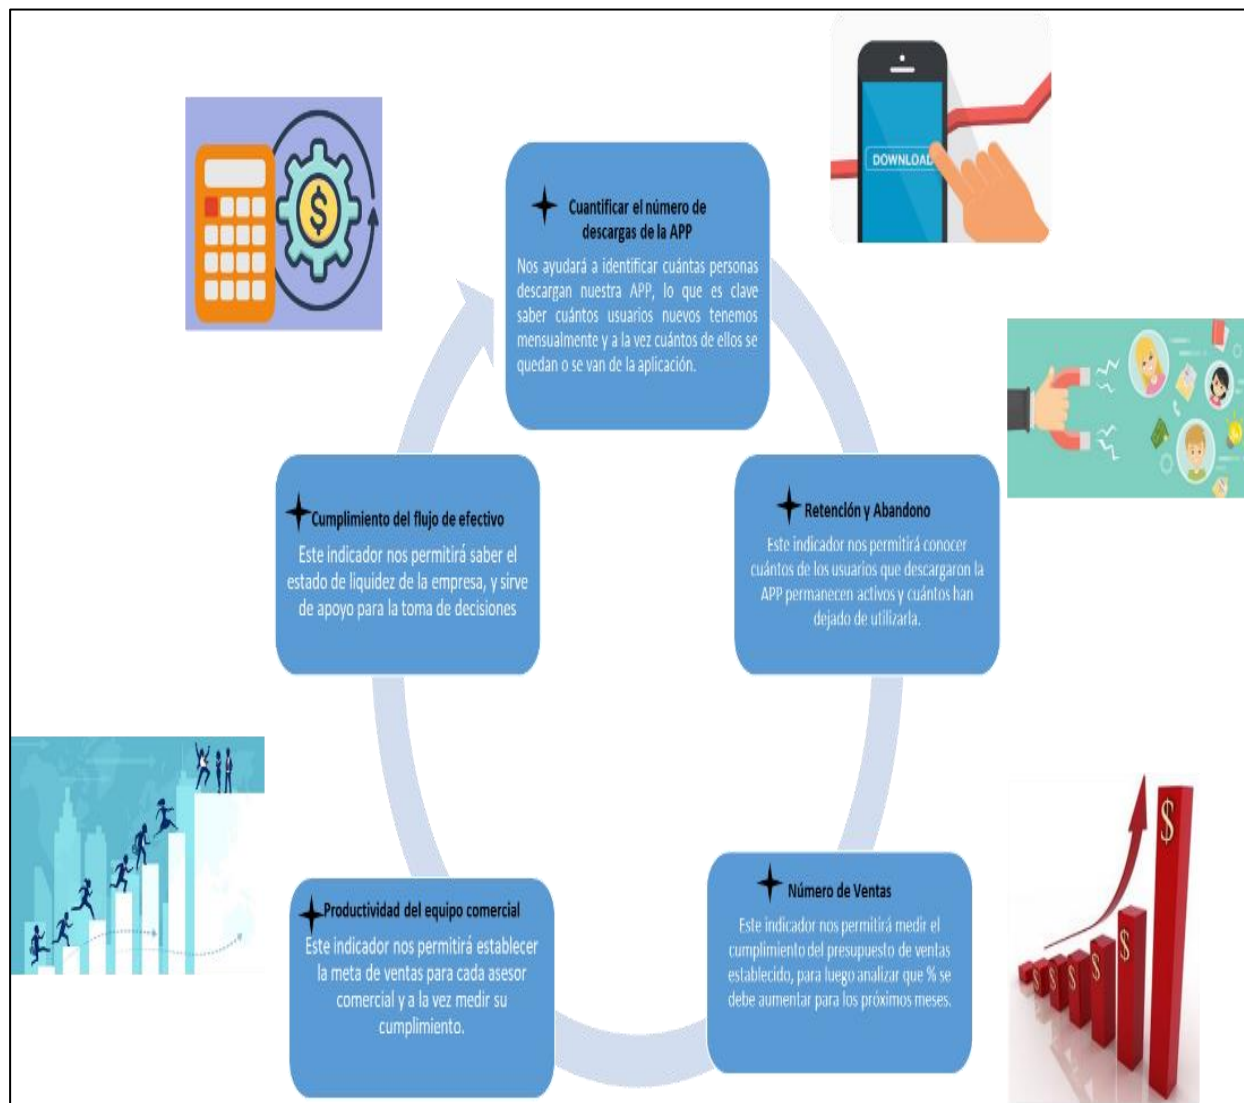 Cuantificar el número de
descargas de la APP
Nos ayudará a identificar cuántas personas
descargan nuestra APP, lo que es clave
saber cuántos usuarios nuevos tenemos
mensualmente y a la vez cuántos de ellos se
quedan o se van de la aplicación.
DOWNLOAD
Retención y Abandono
Este indicador nos permitirá conocer
cuántos de los usuarios que descargaron la
APP permanecen activos y cuántos han
dejado de utilizarla.
Número de Ventas
Este indicador nos permitirá medir el
cumplimiento del presupuesto de ventas
establecido, para luego analizar que % se
debe aumentar para los próximos meses.
$
$
$
$
$
$
Productividad del equipo comercial
Este indicador nos permitirá establecer
la meta de ventas para cada asesor
comercial y a la vez medir su
cumplimiento.
Cumplimiento del flujo de efectivo
Este indicador nos permitirá saber el
estado de liquidez de la empresa, y sirve
de apoyo para la toma de decisiones
$